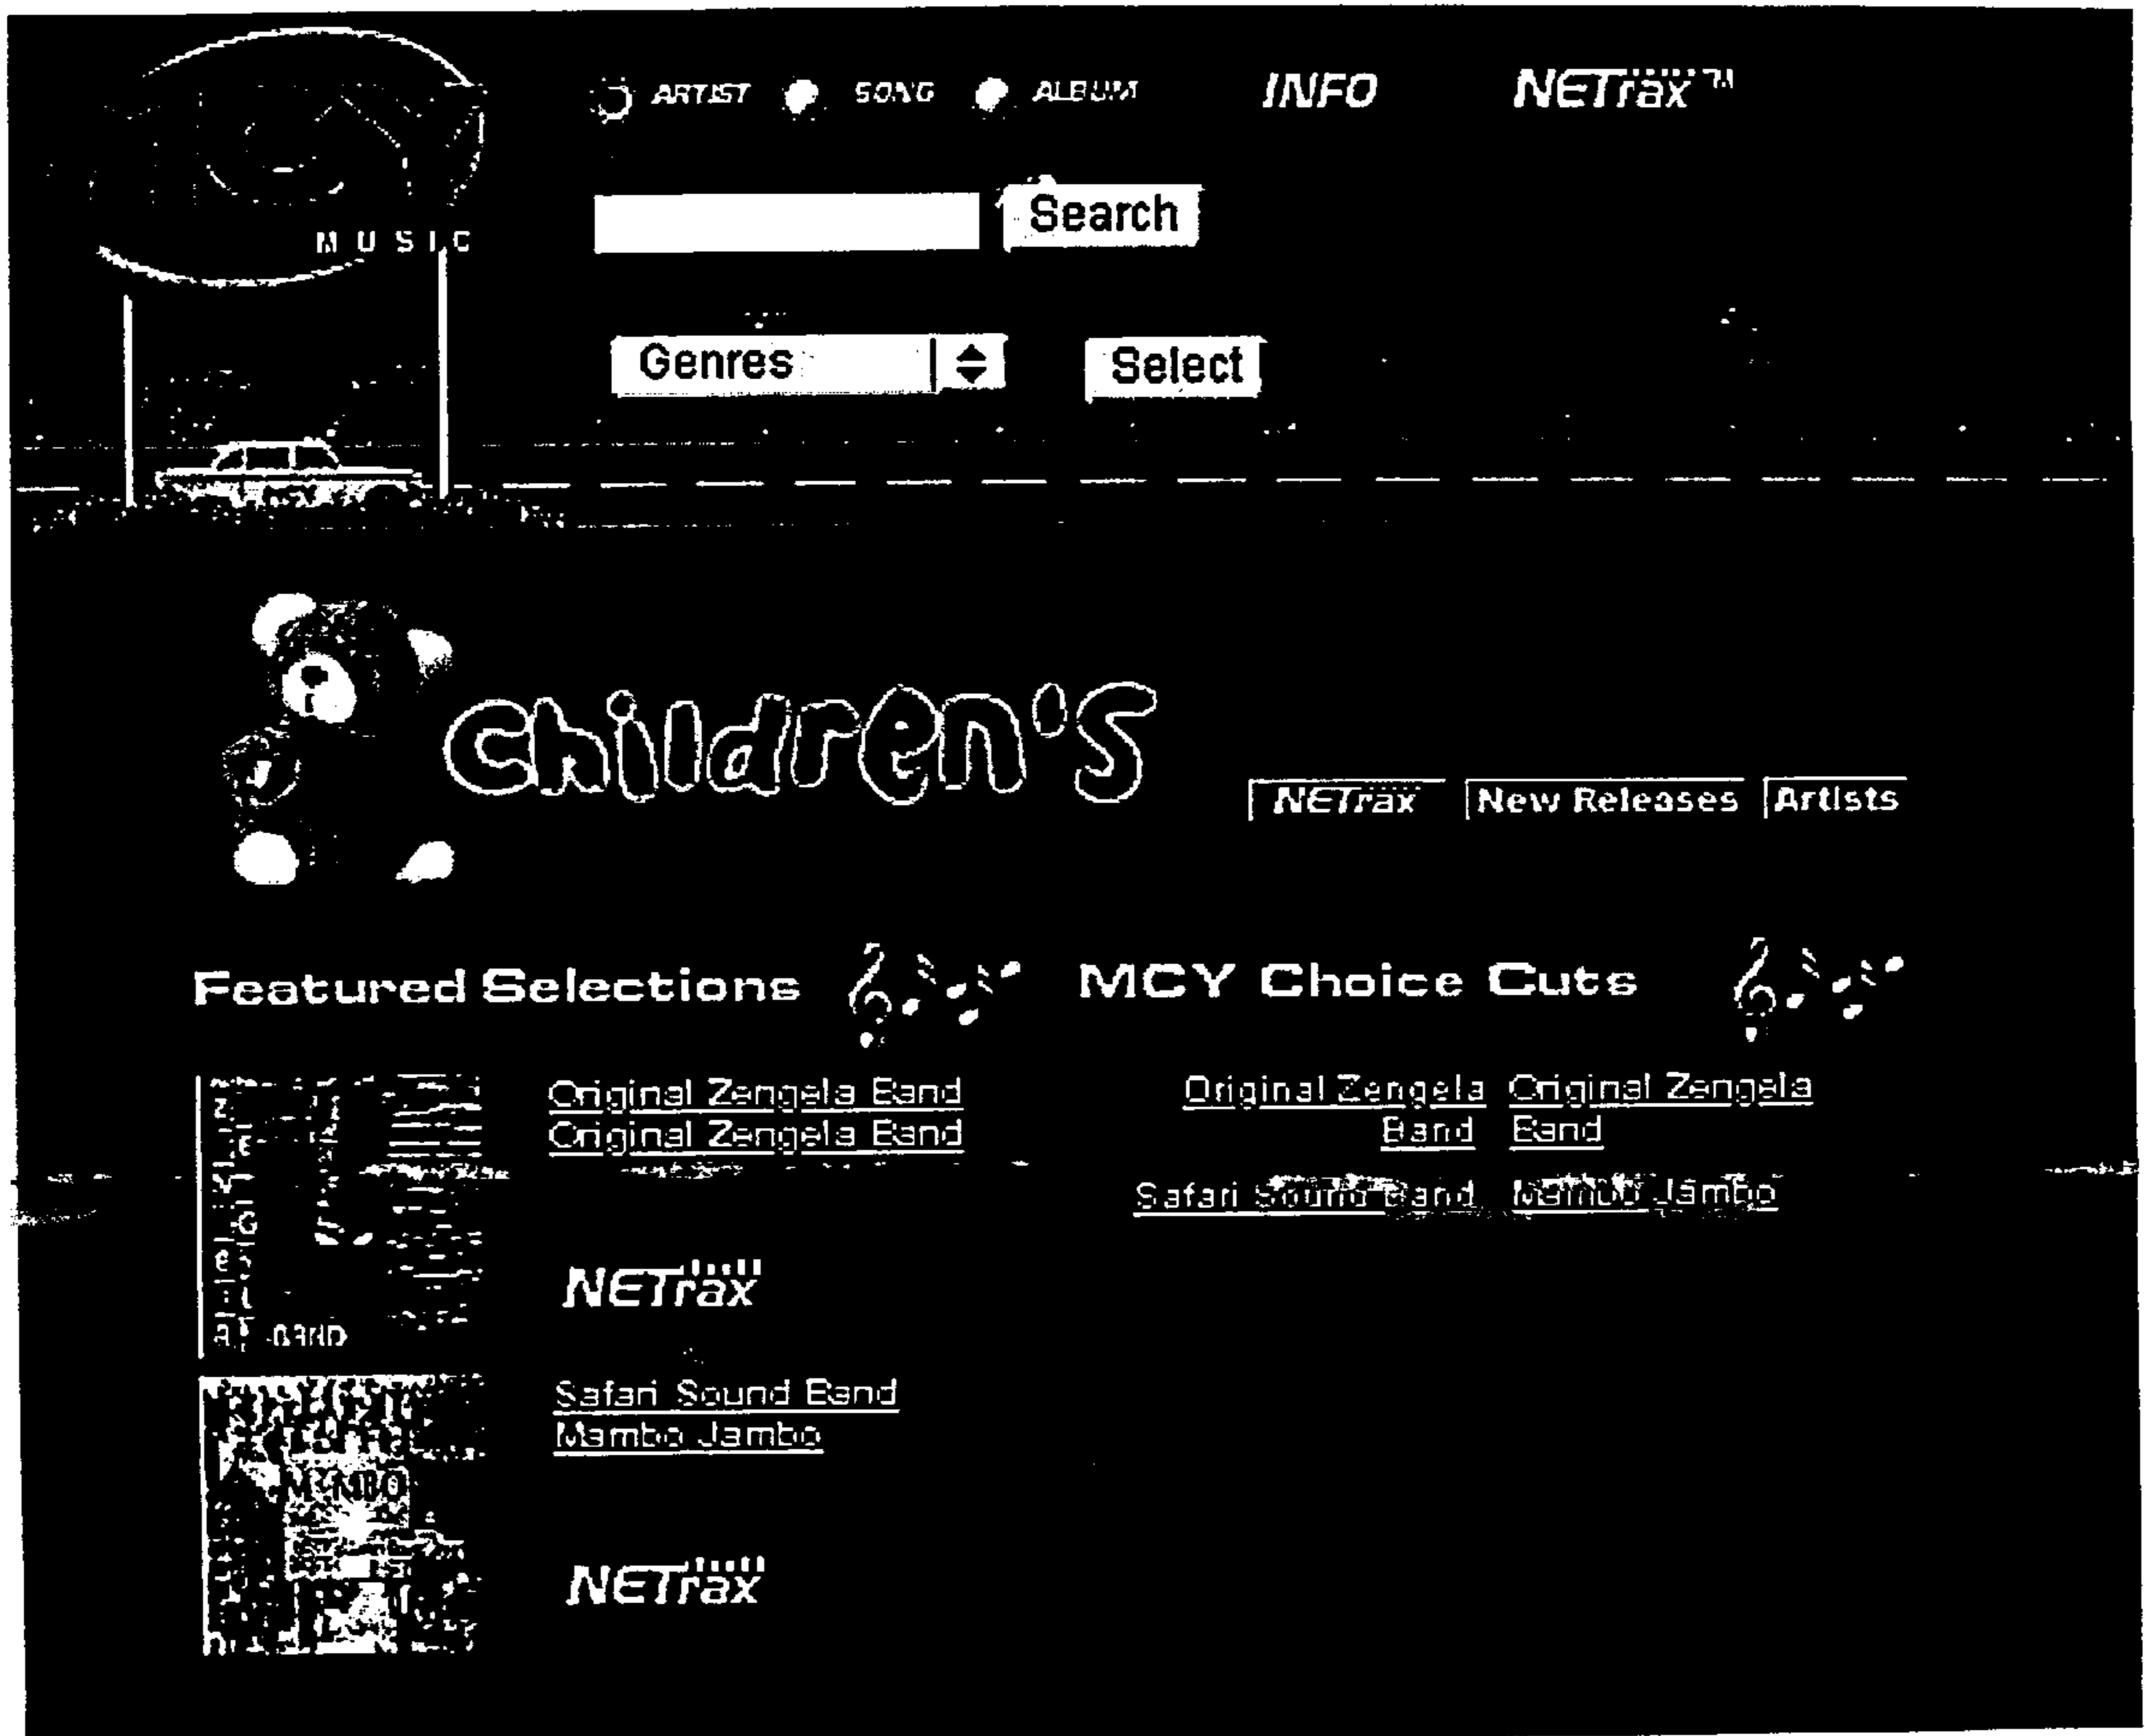 ARTIST SONG ALBUM INFO NETrax™
Search
MUSIC
Genres Select
Children's
NETrax New Releases Artists
Featured Selections MCY Choice Cuts
Original Zengela Band
Original Zengela Band
Original Zengela Original Zengela
Band Band
Safari Sound Band Mambo Jambo
NETrax
BAND
Safari Sound Band
Mambo Jambo
NETrax